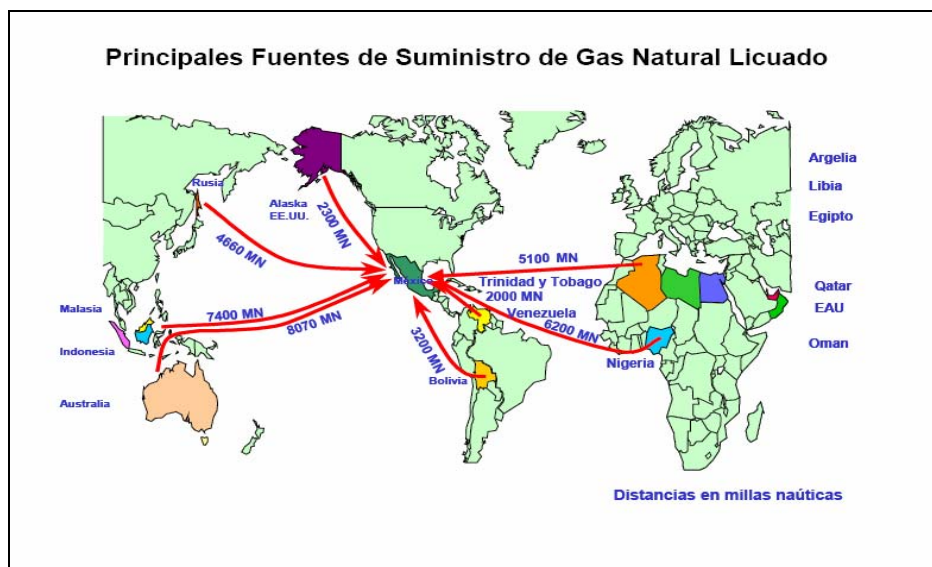 Principales Fuentes de Suministro de Gas Natural Licuado
Argelia
Rusia
Libia
Alaska
EE.UU.
2300 MN
Egipto
4660 MN
5100 MN
México
Trinidad y Tobago
2000 MN
Qatar
Malasia
7400 MN
Venezuela
EAU
8070 MN
6200 MN
3200 MN
Oman
Indonesia
Nigeria
Bolivia
Australia
Distancias en millas naúticas